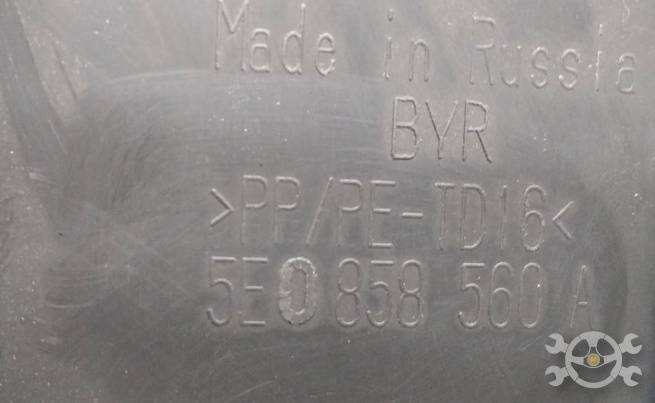 Made in Russia
BYR
>PP/PE-TD16<
5E0 858 560 A